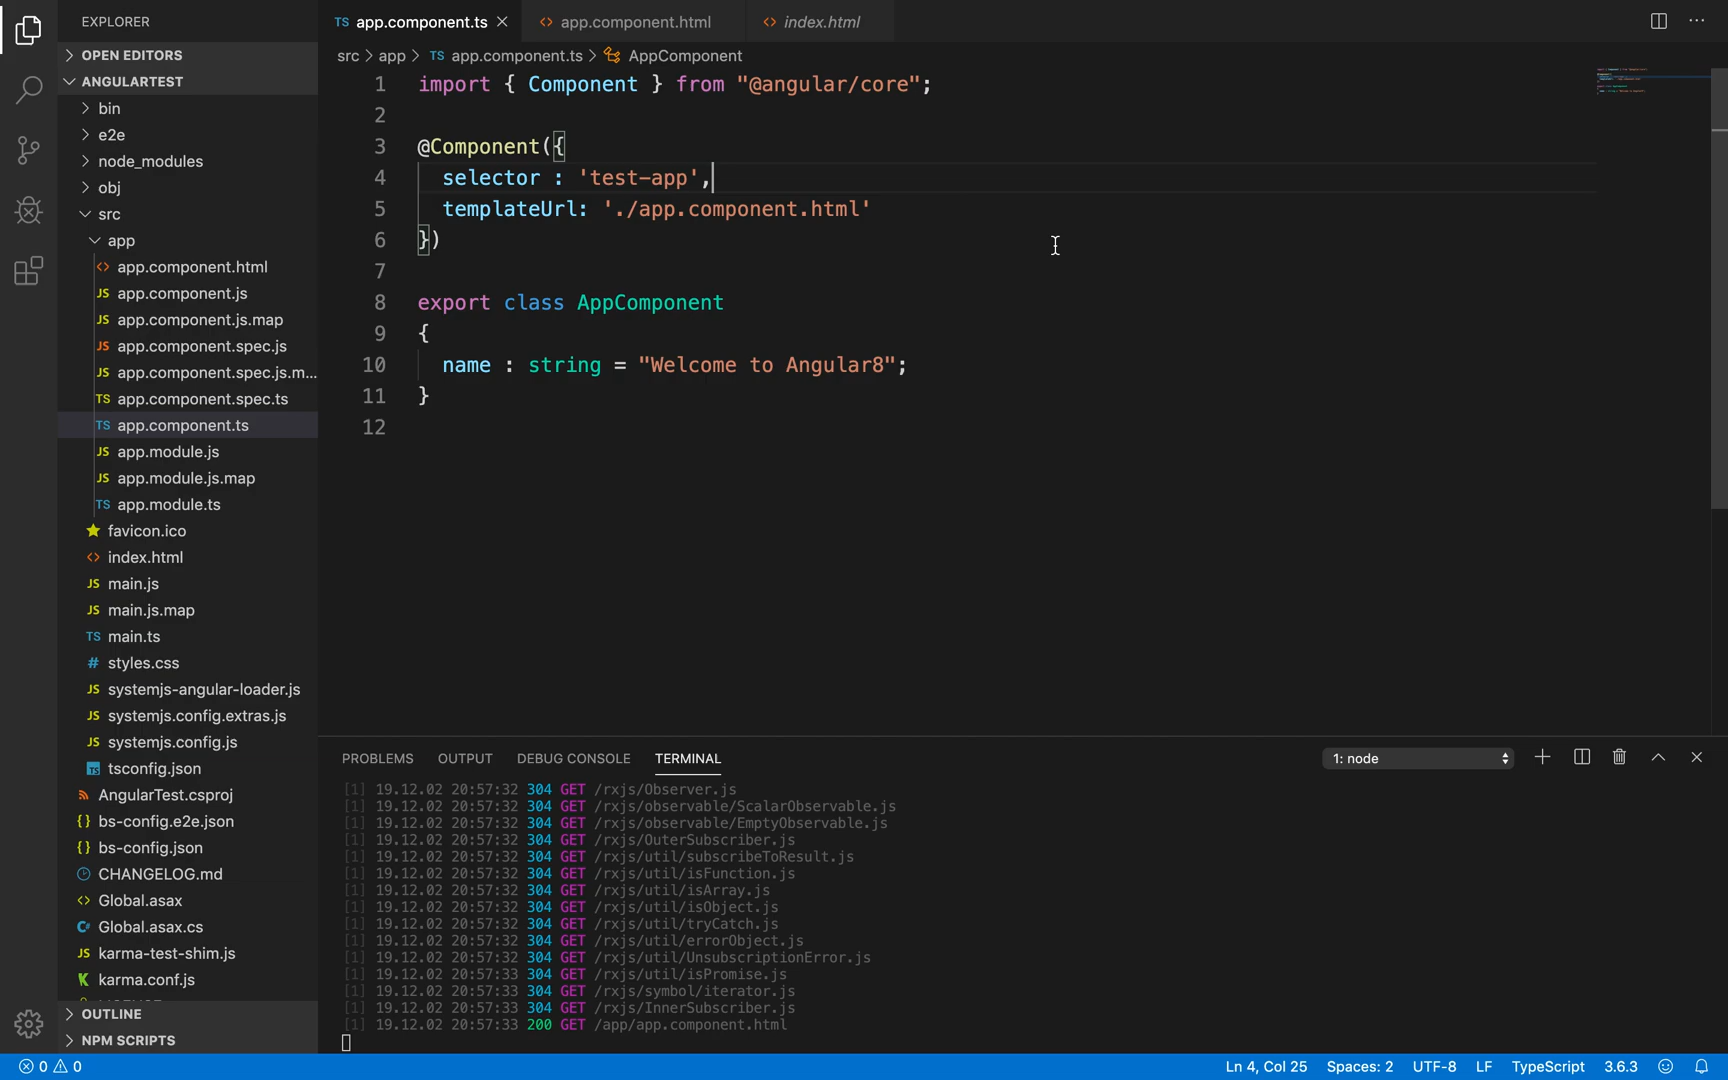 EXPLORER
OPEN EDITORS
ANGULARTEST
bin
e2e
node_modules
obj
src
app
<> app.component.html
JS app.component.js
JS app.component.js.map
JS app.component.spec.js
JS app.component.spec.js.m...
TS app.component.spec.ts
TS app.component.ts
JS app.module.js
JS app.module.js.map
TS app.module.ts
favicon.ico
<> index.html
JS main.js
JS main.js.map
TS main.ts
# styles.css
JS systemjs-angular-loader.js
JS systemjs.config.extras.js
JS systemjs.config.js
TS tsconfig.json
AngularTest.csproj
{} bs-config.e2e.json
{} bs-config.json
CHANGELOG.md
<> Global.asax
C# Global.asax.cs
JS karma-test-shim.js
K karma.conf.js
OUTLINE
NPM SCRIPTS
TS app.component.ts × <> app.component.html <> index.html ...
src > app > TS app.component.ts > AppComponent
1 import { Component } from "@angular/core";
2
3 @Component({
4 selector : 'test-app',
5 templateUrl: './app.component.html'
6 })
7
8 export class AppComponent
9 {
10 name : string = "Welcome to Angular8";
11 }
12
PROBLEMS OUTPUT DEBUG CONSOLE TERMINAL 1: node
[1] 19.12.02 20:57:32 304 GET /rxjs/Observer.js
[1] 19.12.02 20:57:32 304 GET /rxjs/observable/ScalarObservable.js
[1] 19.12.02 20:57:32 304 GET /rxjs/observable/EmptyObservable.js
[1] 19.12.02 20:57:32 304 GET /rxjs/OuterSubscriber.js
[1] 19.12.02 20:57:32 304 GET /rxjs/util/subscribeToResult.js
[1] 19.12.02 20:57:32 304 GET /rxjs/util/isFunction.js
[1] 19.12.02 20:57:32 304 GET /rxjs/util/isArray.js
[1] 19.12.02 20:57:32 304 GET /rxjs/util/isObject.js
[1] 19.12.02 20:57:32 304 GET /rxjs/util/tryCatch.js
[1] 19.12.02 20:57:32 304 GET /rxjs/util/errorObject.js
[1] 19.12.02 20:57:32 304 GET /rxjs/util/UnsubscriptionError.js
[1] 19.12.02 20:57:33 304 GET /rxjs/util/isPromise.js
[1] 19.12.02 20:57:33 304 GET /rxjs/symbol/iterator.js
[1] 19.12.02 20:57:33 304 GET /rxjs/InnerSubscriber.js
[1] 19.12.02 20:57:33 200 GET /app/app.component.html
0 0 Ln 4, Col 25 Spaces: 2 UTF-8 LF TypeScript 3.6.3